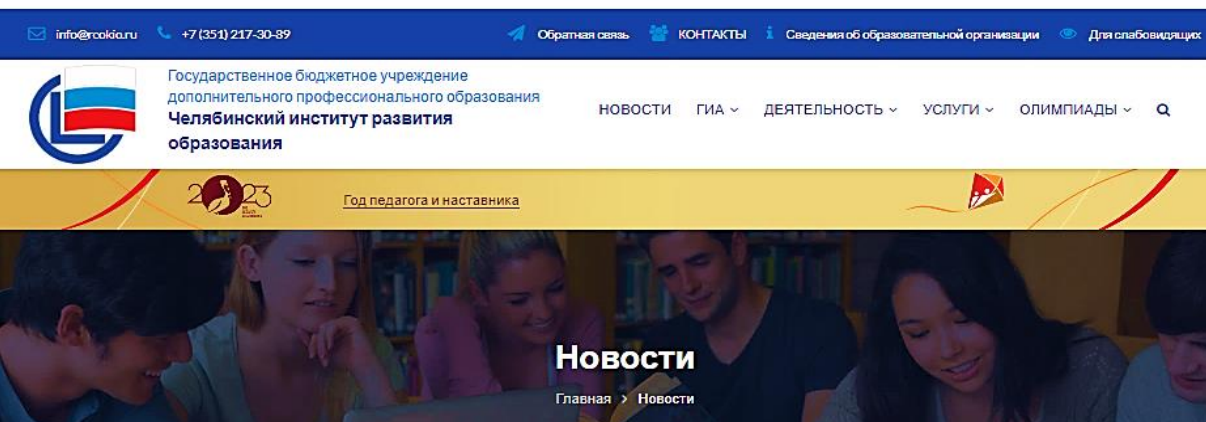 info@rcokio.ru +7 (351) 217-30-89 Обратная связь КОНТАКТЫ Сведения об образовательной организации Для слабовидящих
Государственное бюджетное учреждение
дополнительного профессионального образования
Челябинский институт развития
образования
НОВОСТИ ГИА ДЕЯТЕЛЬНОСТЬ УСЛУГИ ОЛИМПИАДЫ
2023 Год педагога и наставника
Новости
Главная > Новости